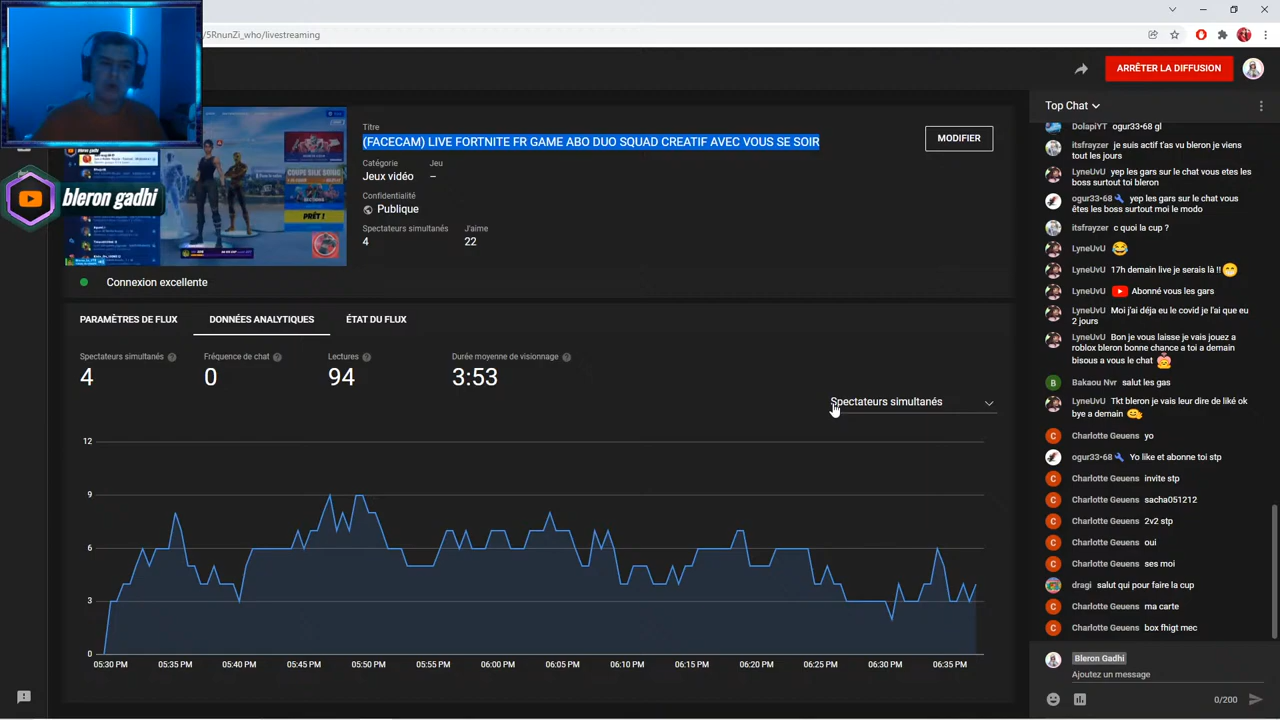 /5RnunZi_who/livestreaming
ARRÊTER LA DIFFUSION
Titre
(FACECAM) LIVE FORTNITE FR GAME ABO DUO SQUAD CREATIF AVEC VOUS SE SOIR
MODIFIER
Catégorie Jeu
Jeux vidéo –
Confidentialité
Publique
Spectateurs simultanés J'aime
4 22
COUPE
PRÊT !
bleron gadhi
Connexion excellente
PARAMÈTRES DE FLUX DONNÉES ANALYTIQUES ÉTAT DU FLUX
Spectateurs simultanés Fréquence de chat Lectures Durée moyenne de visionnage
4 0 94 3:53
Spectateurs simultanés
12
9
6
3
0
05:30 PM 05:35 PM 05:40 PM 05:45 PM 05:50 PM 05:55 PM 06:00 PM 06:05 PM 06:10 PM 06:15 PM 06:20 PM 06:25 PM 06:30 PM 06:35 PM
Top Chat
DolapiYT ogur33•68 gl
itsfrayzer je suis actif t'as vu bleron je viens
tout les jours
LyneUvU yep les gars sur le chat vous etes les
boss surtout toi bleron
ogur33•68 yep les gars sur le chat vous
êtes les boss surtout moi le modo
itsfrayzer c quoi la cup ?
LyneUvU 😂
LyneUvU 17h demain live je serais là !!😁
LyneUvU Abonné vous les gars
LyneUvU Moi j'ai déja eu le covid je l'ai que eu
2 jours
LyneUvU Bon je vous laisse je vais jouez a
roblox bleron bonne chance a toi a demain
bisous a vous le chat 🥰
Bakaou Nvr salut les gas
LyneUvU Tkt bleron je vais leur dire de liké ok
bye a demain 🤗
Charlotte Geuens yo
ogur33•68 Yo like et abonne toi stp
Charlotte Geuens invite stp
Charlotte Geuens sacha051212
Charlotte Geuens 2v2 stp
Charlotte Geuens oui
Charlotte Geuens ses moi
dragi salut qui pour faire la cup
Charlotte Geuens ma carte
Charlotte Geuens box fhigt mec
Bleron Gadhi
Ajoutez un message
0/200